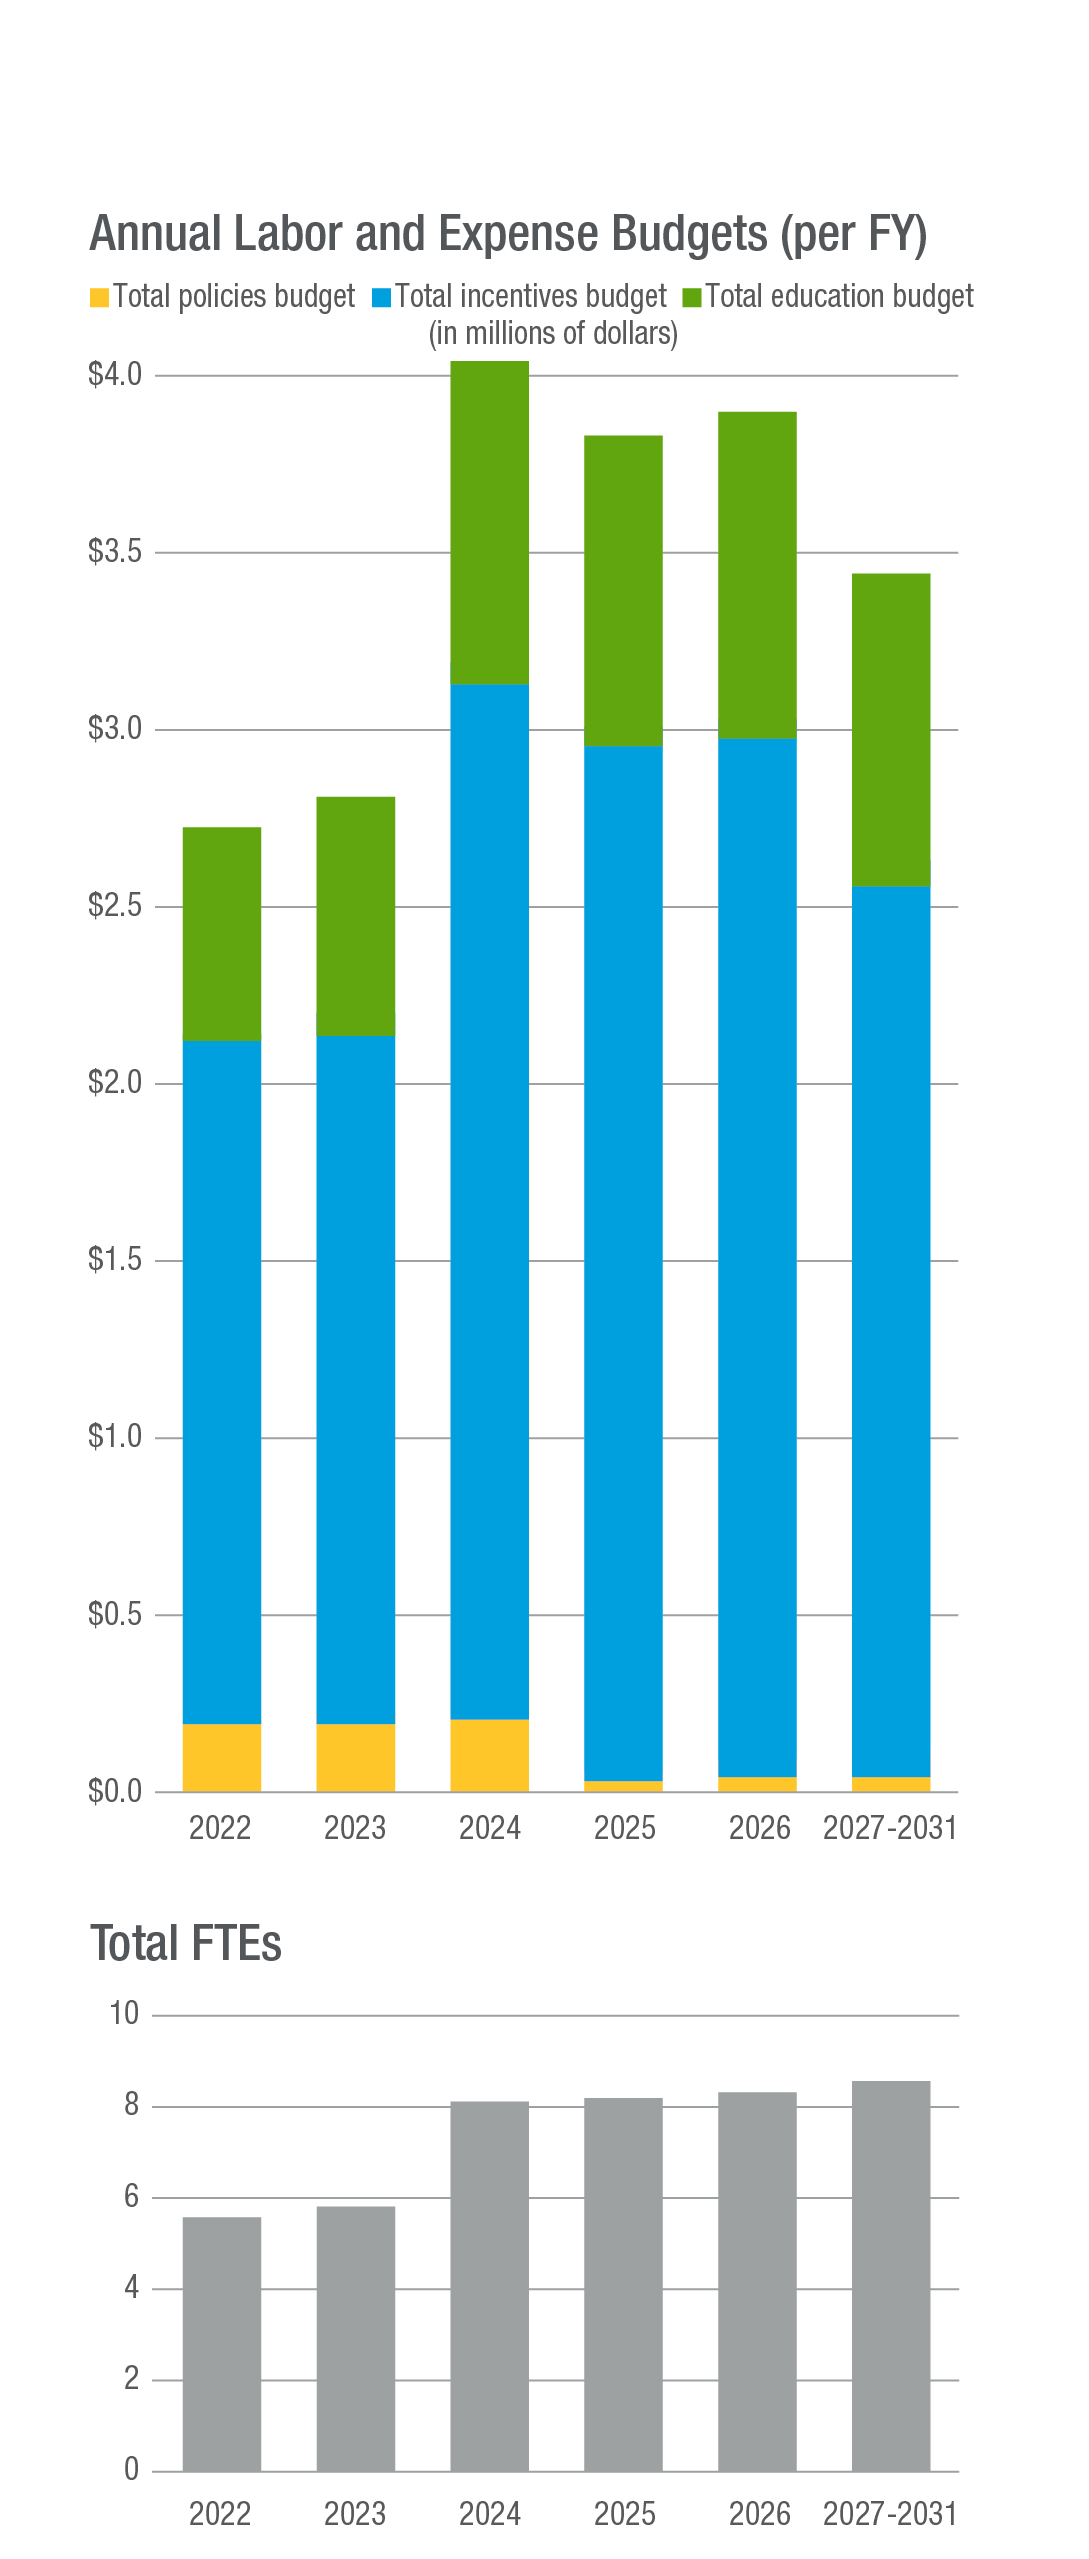 Annual Labor and Expense Budgets (per FY)
Total policies budget Total incentives budget Total education budget
(in millions of dollars)
$4.0
$3.5
$3.0
$2.5
$2.0
$1.5
$1.0
$0.5
$0.0
2022 2023 2024 2025 2026 2027-2031
Total FTEs
10
8
6
4
2
0
2022 2023 2024 2025 2026 2027-2031